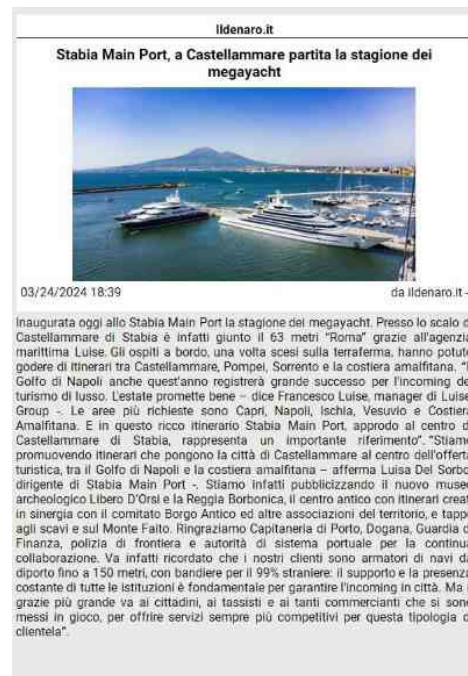 Ildenaro.it
Stabia Main Port, a Castellammare partita la stagione dei
megayacht
03/24/2024 18:39
da ildenaro.it -
Inaugurata oggi allo Stabia Main Port la stagione dei megayacht. Presso lo scalo d
Castellammare di Stabia è infatti giunto il 63 metri “Roma” grazie all'agenzia
marittima Luise. Gli ospiti a bordo, una volta scesi sulla terraferma, hanno potuto
godere di itinerari tra Castellammare, Pompei, Sorrento e la costiera amalfitana.
Golfo di Napoli anche quest'anno registrerà grande successo per l'incoming de
turismo di lusso. L'estate promette bene – dice Francesco Luise, manager di Luise
Group -. Le aree più richieste sono Capri, Napoli, Ischia, Vesuvio e Costiera
Amalfitana. E in questo ricco itinerario Stabia Main Port, approdo al centro d
Castellammare di Stabia, rappresenta un importante riferimento”. “Stiamo
promuovendo itinerari che pongono la città di Castellammare al centro dell'offerta
turistica, tra il Golfo di Napoli e la costiera amalfitana – afferma Luisa Del Sorbo
dirigente di Stabia Main Port -. Stiamo infatti pubblicizzando il nuovo museo
archeologico Libero D'Orsi e la Reggia Borbonica, il centro antico con itinerari creat
in sinergia con il comitato Borgo Antico ed altre associazioni del territorio, e tappe
agli scavi e sul Monte Faito. Ringraziamo Capitaneria di Porto, Dogana, Guardia d
Finanza, polizia di frontiera e autorità di sistema portuale per la continua
collaborazione. Va infatti ricordato che i nostri clienti sono armatori di navi da
diporto fino a 150 metri, con bandiere per il 99% straniere: il supporto e la presenza
costante di tutte le istituzioni è fondamentale per garantire l'incoming in città. Ma i
grazie più grande va ai cittadini, ai tassisti e ai tanti commercianti che si sono
messi in gioco, per offrire servizi sempre più competitivi per questa tipologia d
clientela”.